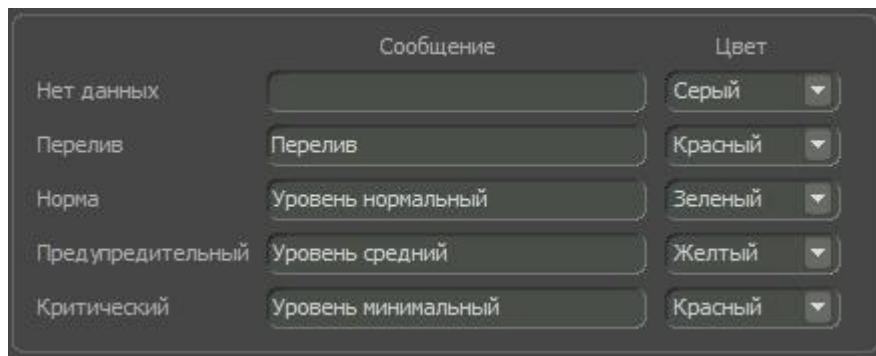 Сообщение Цвет
Нет данных Серый
Перелив Перелив Красный
Норма Уровень нормальный Зеленый
Предупредительный Уровень средний Желтый
Критический Уровень минимальный Красный